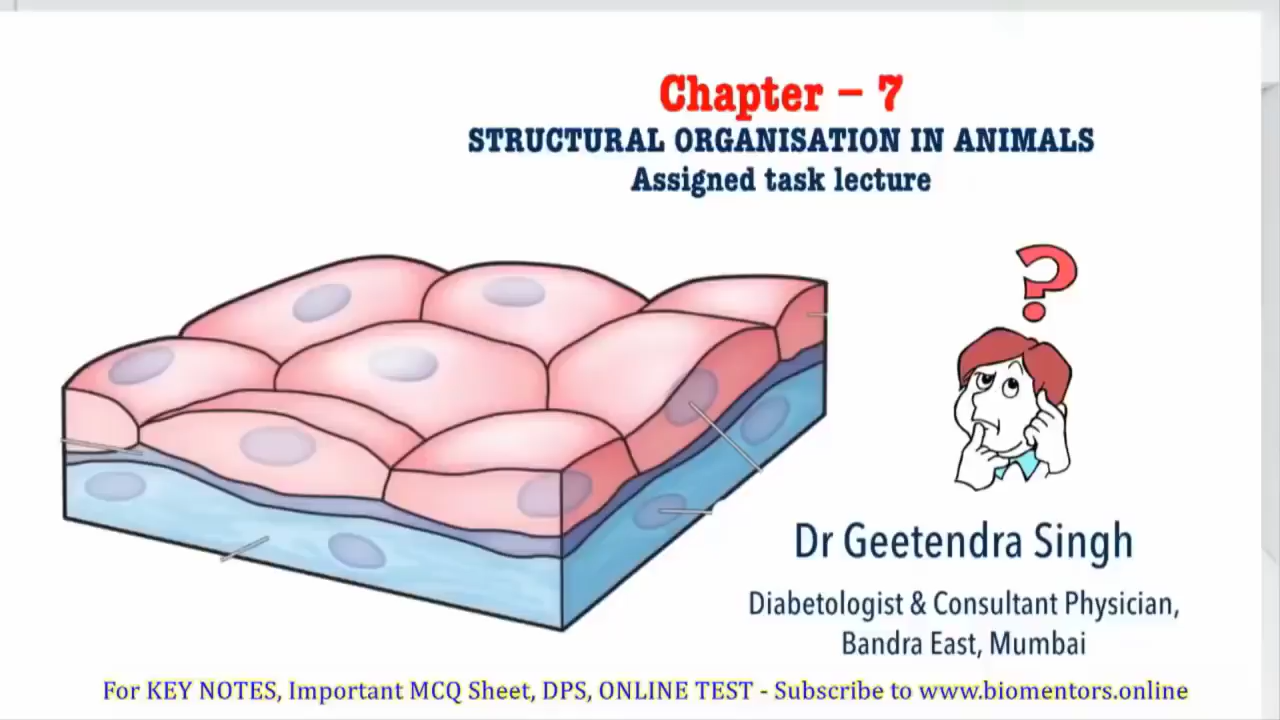 Chapter – 7
STRUCTURAL ORGANISATION IN ANIMALS
Assigned task lecture
?
Dr Geetendra Singh
Diabetologist & Consultant Physician,
Bandra East, Mumbai
For KEY NOTES, Important MCQ Sheet, DPS, ONLINE TEST - Subscribe to www.biomentors.online